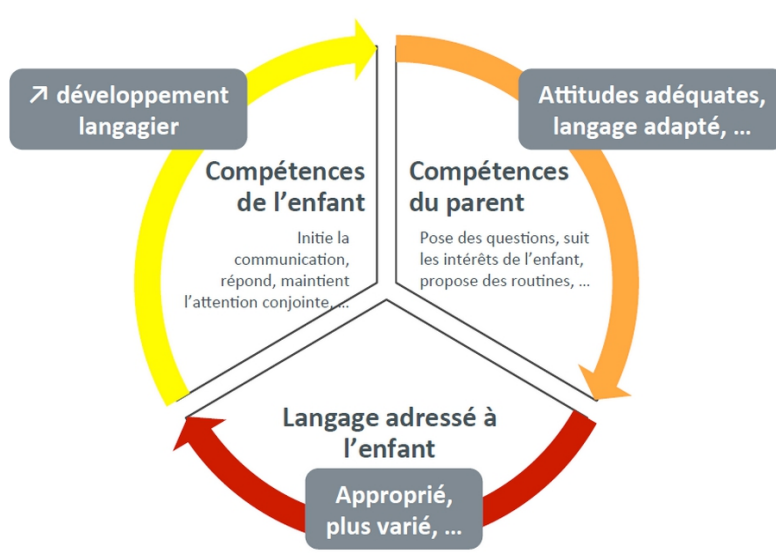 ↗ développement
langagier
Attitudes adéquates,
langage adapté, ...
Compétences
de l’enfant
Initie la
communication,
répond, maintient
l’attention conjointe, ...
Compétences
du parent
Pose des questions, suit
les intérêts de l’enfant,
propose des routines, ...
Langage adressé à
l’enfant
Approprié,
plus varié, ...